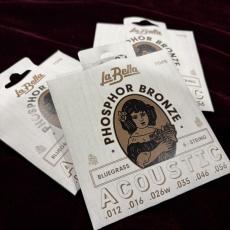 La Bella
PHOSPHOR BRONZE
BLUEGRASS 6-STRING
ACOUSTIC
.012 .016 .026w .035 .046 .056